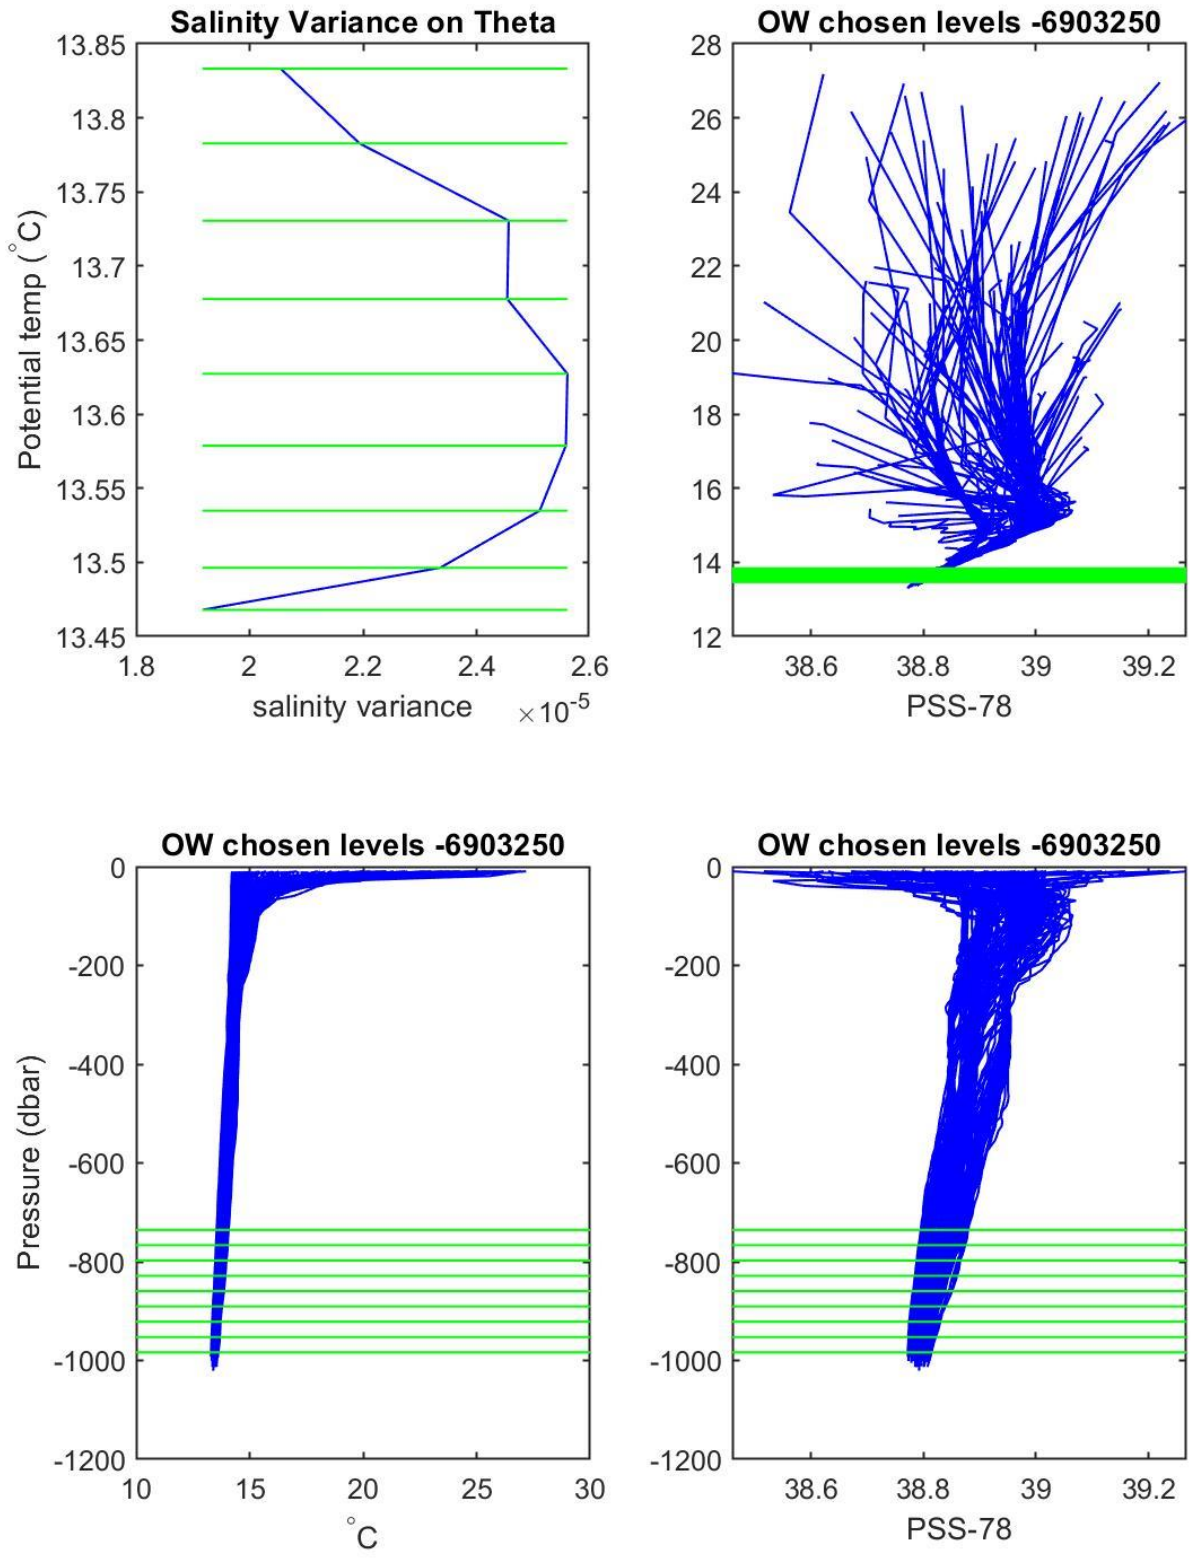 Salinity Variance on Theta
13.85
13.8
13.75
13.7
13.65
13.6
13.55
13.5
13.45
Potential temp (°C)
1.8 2 2.2 2.4 2.6
salinity variance ×10-5
OW chosen levels -6903250
28
26
24
22
20
18
16
14
12
38.6 38.8 39 39.2
PSS-78
OW chosen levels -6903250
0
-200
-400
-600
-800
-1000
-1200
Pressure (dbar)
10 15 20 25 30
°C
OW chosen levels -6903250
0
-200
-400
-600
-800
-1000
-1200
38.6 38.8 39 39.2
PSS-78